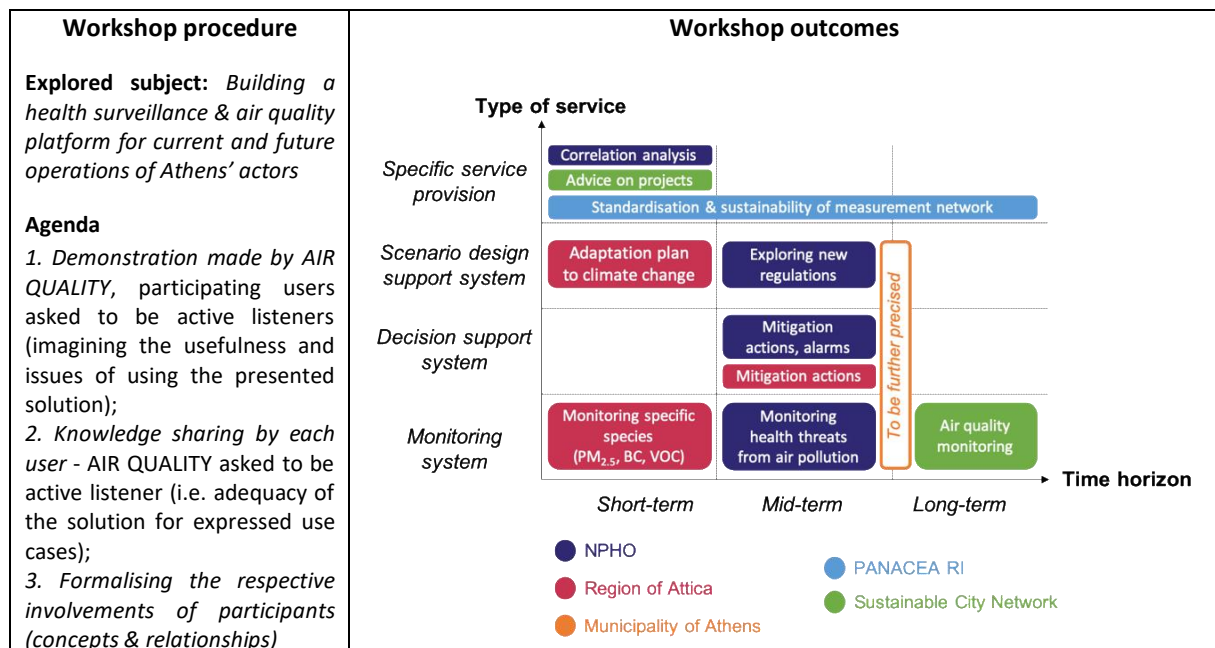 Workshop procedure
Explored subject: Building a
health surveillance & air quality
platform for current and future
operations of Athens’ actors
Agenda
1. Demonstration made by AIR
QUALITY, participating users
asked to be active listeners
(imagining the usefulness and
issues of using the presented
solution);
2. Knowledge sharing by each
user - AIR QUALITY asked to be
active listener (i.e. adequacy of
the solution for expressed use
cases);
3. Formalising the respective
involvements of participants
(concepts & relationships)
Workshop outcomes
Type of service
Specific service
provision
Correlation analysis
Advice on projects
Standardisation & sustainability of measurement network
Scenario design
support system
Adaptation plan
to climate change
Exploring new
regulations
Decision support
system
Mitigation
actions, alarms
Mitigation actions
To be further precised
Monitoring
system
Monitoring specific
species
(PM2.5, BC, VOC)
Monitoring
health threats
from air pollution
Air quality
monitoring
Time horizon
Short-term
Mid-term
Long-term
NPHO
Region of Attica
Municipality of Athens
PANACEA RI
Sustainable City Network